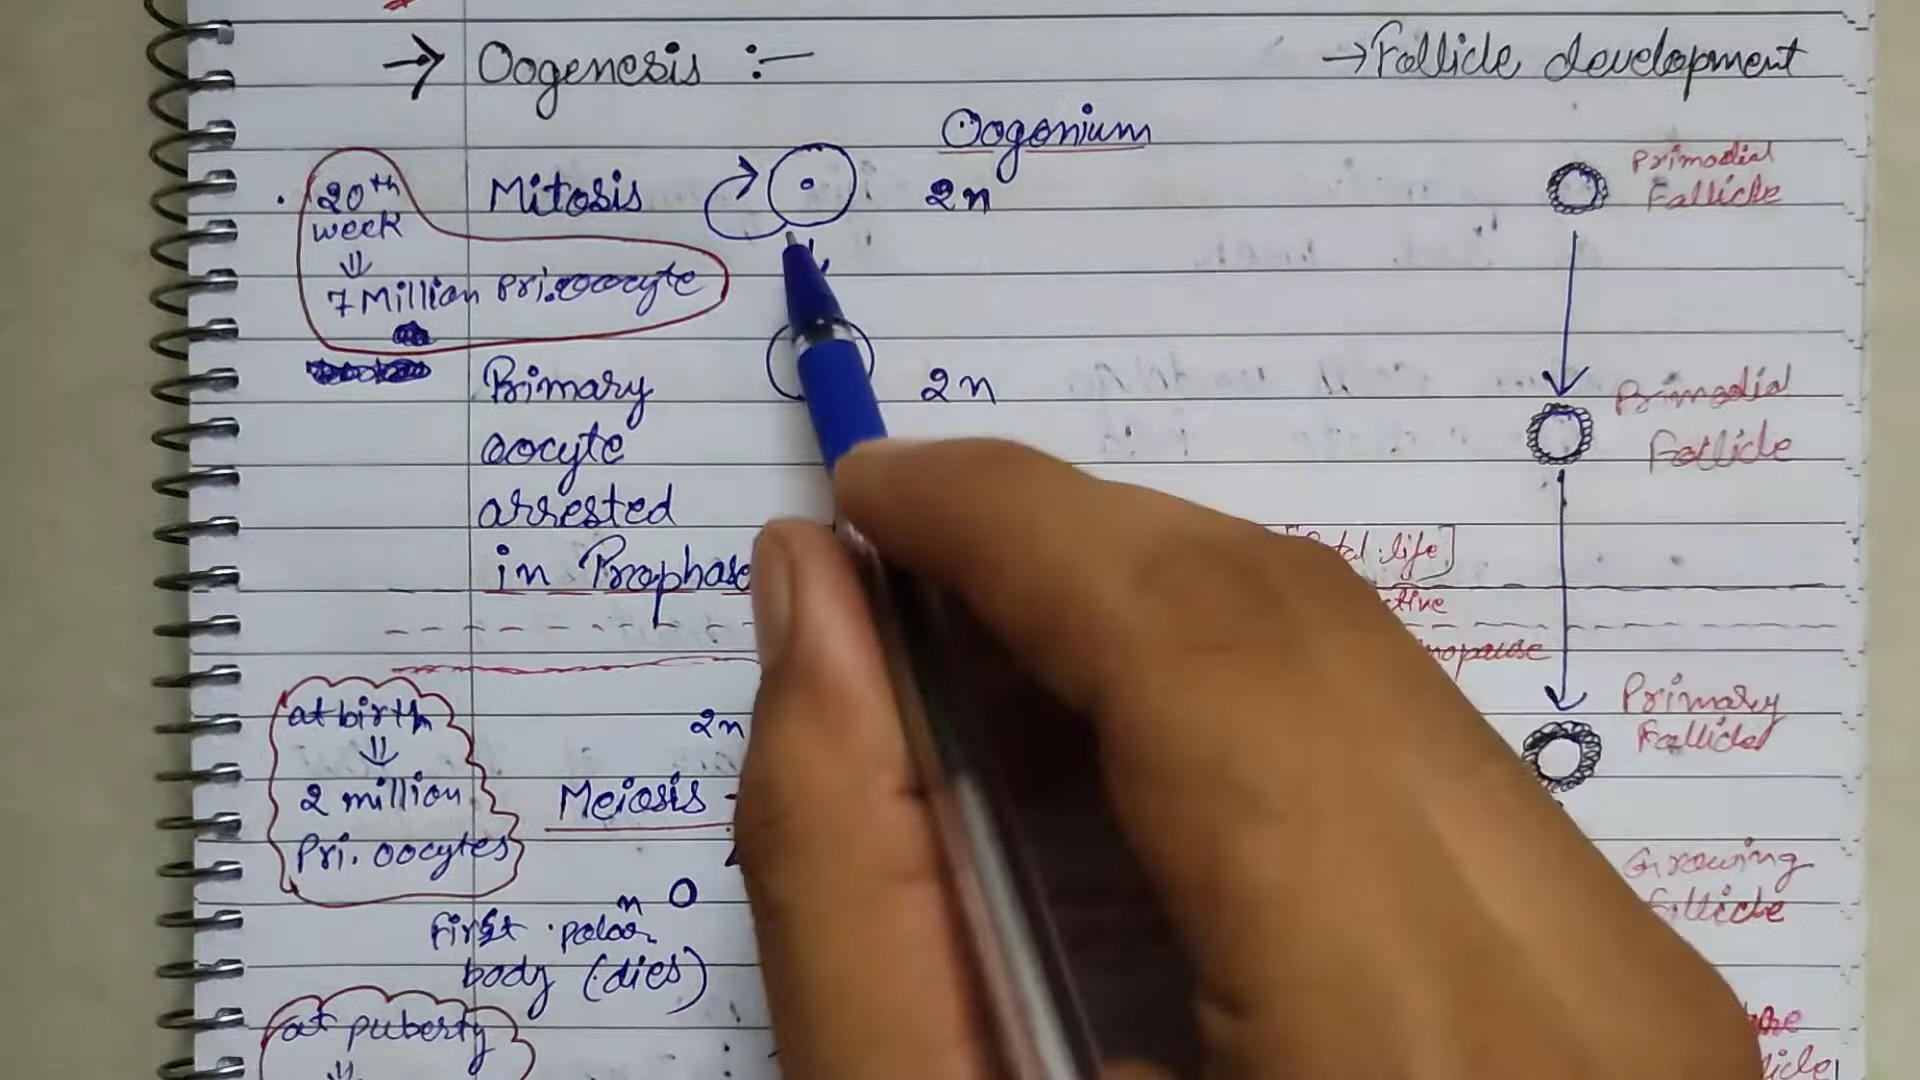 → Oogenesis :-
→ Follicle development
Oogonium
20th
week
⇓
7 Million Pri.oocyte
Mitosis
2n
Primodial
Follicle
Primary
oocyte
arrested
in Prophase
2n
Primodial
Follicle
life]
menopause
at birth
⇓
2 million
Pri. oocytes
2n
Meiosis
Primary
Follicle
n
First polar
body (dies)
Growing
Follicle
at puberty
⇓